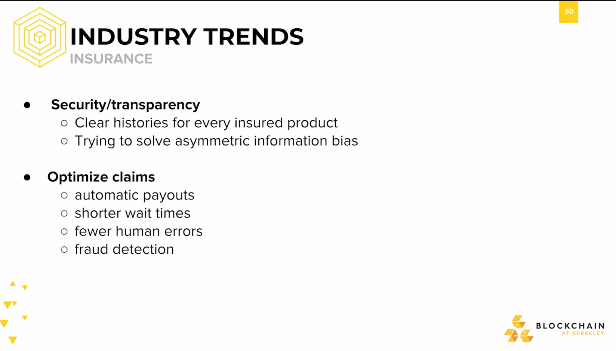 50
INDUSTRY TRENDS
INSURANCE
● Security/transparency
○ Clear histories for every insured product
○ Trying to solve asymmetric information bias
● Optimize claims
○ automatic payouts
○ shorter wait times
○ fewer human errors
○ fraud detection
BLOCKCHAIN
AT BERKELEY